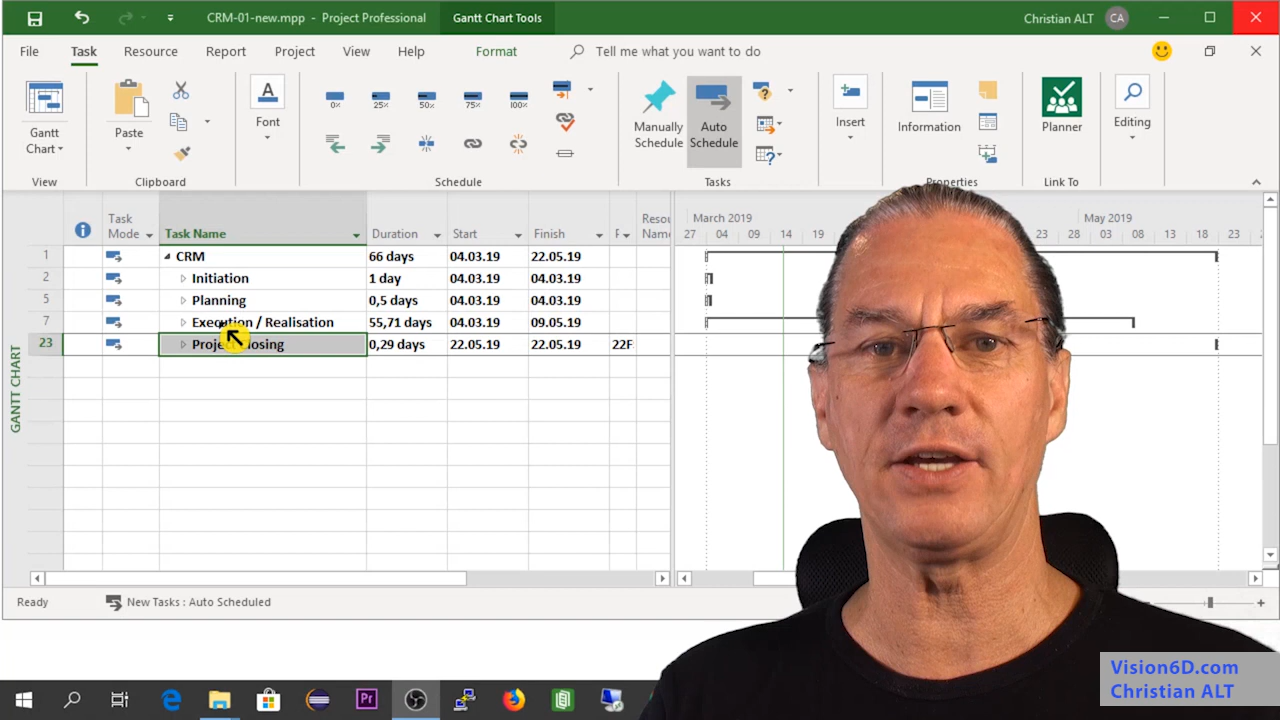 CRM-01-new.mpp - Project Professional
Gantt Chart Tools
Christian ALT
CA
File Task Resource Report Project View Help Format Tell me what you want to do
Gantt
Chart
Paste
Font
0% 25% 50% 75% 100%
Manually
Schedule
Auto
Schedule
Insert
Information
Planner
Editing
View Clipboard Schedule Tasks Properties Link To
Task
Mode
Task Name
Duration
Start
Finish
March 2019
May 2019
27 04 09 14 19
23 28 03 08 13 18 23
1 CRM 66 days 04.03.19 22.05.19
2 Initiation 1 day 04.03.19 04.03.19
5 Planning 0,5 days 04.03.19 04.03.19
7 Execution / Realisation 55,71 days 04.03.19 09.05.19
23 0,29 days 22.05.19 22.05.19 22F
GANTT CHART
Ready
New Tasks : Auto Scheduled
Vision6D.com
Christian ALT